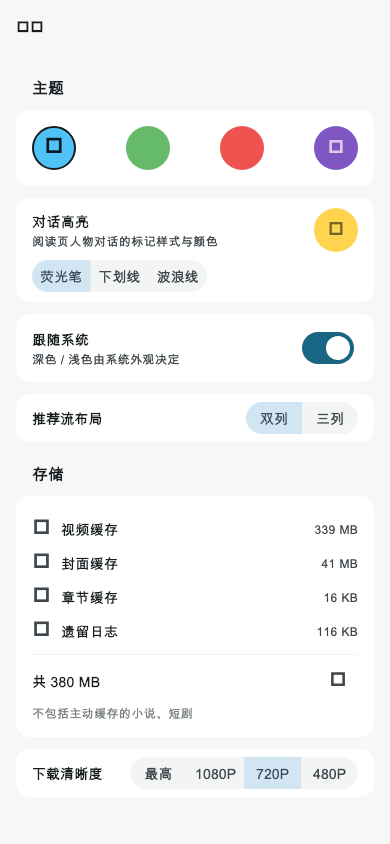 主题
对话高亮
阅读页人物对话的标记样式与颜色
荧光笔 下划线 波浪线
跟随系统
深色 / 浅色由系统外观决定
推荐流布局 双列 三列
存储
视频缓存 339 MB
封面缓存 41 MB
章节缓存 16 KB
遗留日志 116 KB
共 380 MB
不包括主动缓存的小说、短剧
下载清晰度 最高 1080P 720P 480P